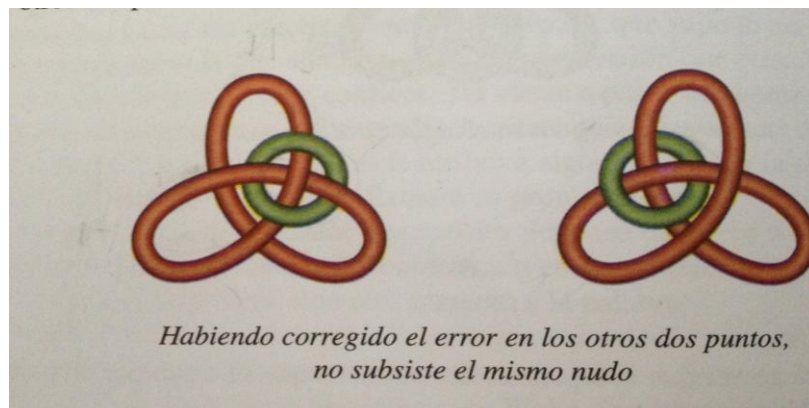 Habiendo corregido el error en los otros dos puntos,
no subsiste el mismo nudo